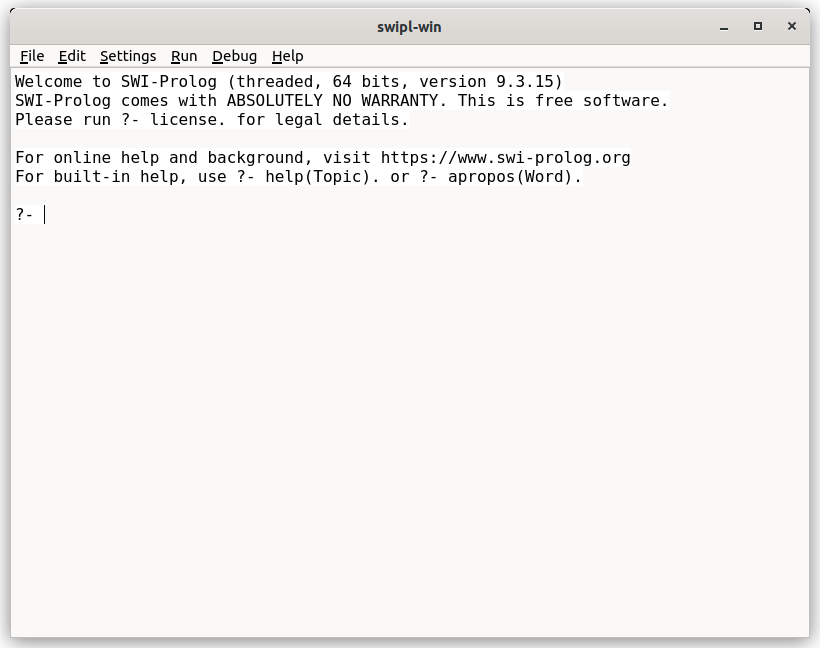 swipl-win
File Edit Settings Run Debug Help
Welcome to SWI-Prolog (threaded, 64 bits, version 9.3.15)
SWI-Prolog comes with ABSOLUTELY NO WARRANTY. This is free software.
Please run ?- license. for legal details.
For online help and background, visit https://www.swi-prolog.org
For built-in help, use ?- help(Topic). or ?- apropos(Word).
?-